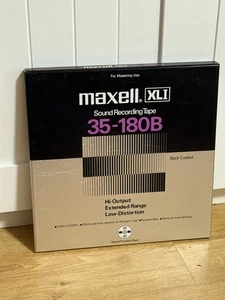 For Mastering Use
maxell. XLI
Sound Recording Tape
35-180B
Back Coated
Hi-Output
Extended Range
Low-Distortion